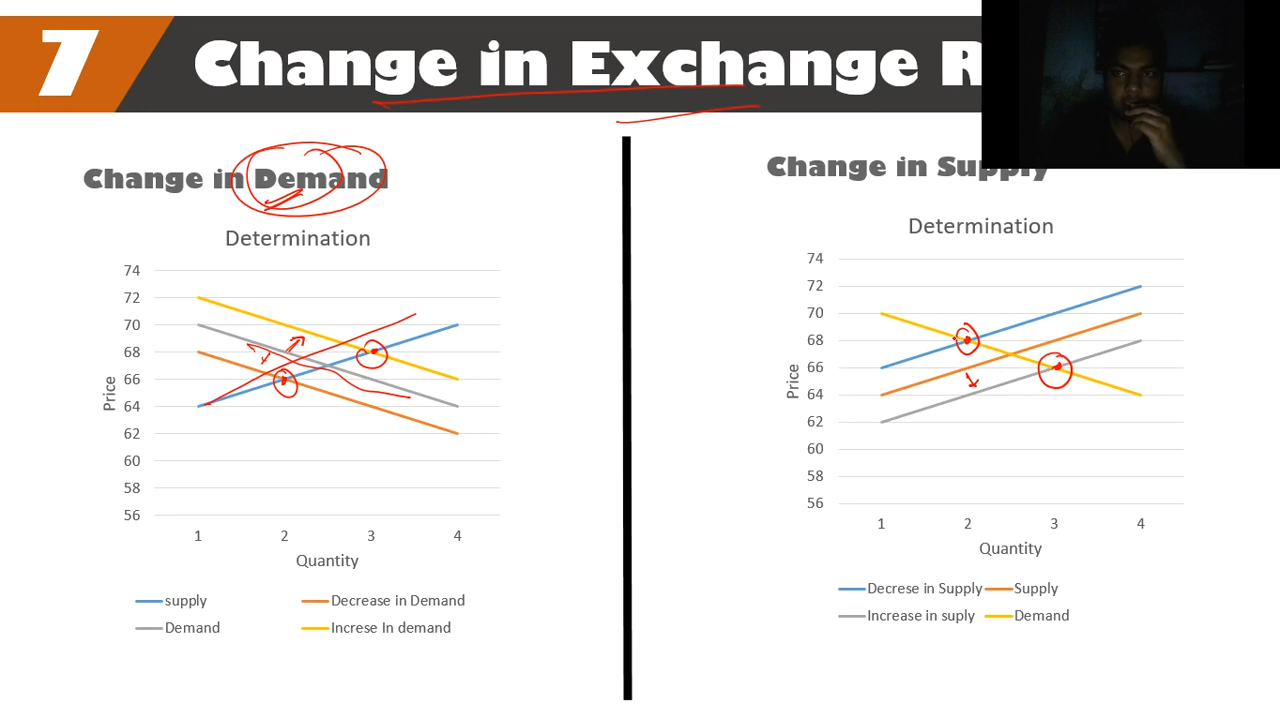 7
Change in Exchange R
Change in Demand
Determination
74
72
70
68
66
64
62
60
58
56
Price
1 2 3 4
Quantity
supply Decrease in Demand
Demand Increse In demand
Change in Supply
Determination
74
72
70
68
66
64
62
60
58
56
Price
1 2 3 4
Quantity
Decrese in Supply Supply
Increase in suply Demand